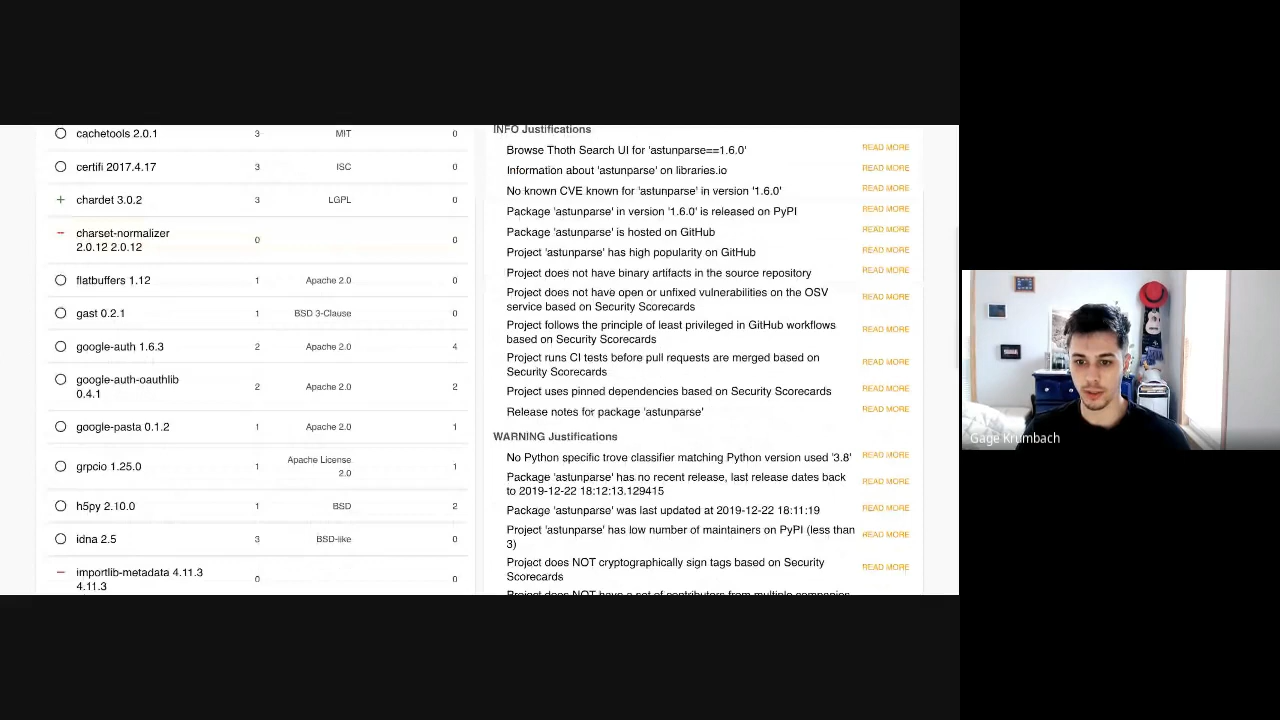 cachetools 2.0.1 3 MIT 0
certifi 2017.4.17 3 ISC 0
+ chardet 3.0.2 3 LGPL 0
− charset-normalizer 0 0
2.0.12 2.0.12
flatbuffers 1.12 1 Apache 2.0 0
gast 0.2.1 1 BSD 3-Clause 0
google-auth 1.6.3 2 Apache 2.0 4
google-auth-oauthlib 2 Apache 2.0 2
0.4.1
google-pasta 0.1.2 1 Apache 2.0 1
grpcio 1.25.0 1 Apache License 1
2.0
h5py 2.10.0 1 BSD 2
idna 2.5 3 BSD-like 0
− importlib-metadata 4.11.3 0 0
4.11.3
INFO Justifications
Browse Thoth Search UI for 'astunparse==1.6.0' READ MORE
Information about 'astunparse' on libraries.io READ MORE
No known CVE known for 'astunparse' in version '1.6.0' READ MORE
Package 'astunparse' in version '1.6.0' is released on PyPI READ MORE
Package 'astunparse' is hosted on GitHub READ MORE
Project 'astunparse' has high popularity on GitHub READ MORE
Project does not have binary artifacts in the source repository READ MORE
Project does not have open or unfixed vulnerabilities on the OSV READ MORE
service based on Security Scorecards
Project follows the principle of least privileged in GitHub workflows READ MORE
based on Security Scorecards
Project runs CI tests before pull requests are merged based on READ MORE
Security Scorecards
Project uses pinned dependencies based on Security Scorecards READ MORE
Release notes for package 'astunparse' READ MORE
WARNING Justifications
No Python specific trove classifier matching Python version used '3.8' READ MORE
Package 'astunparse' has no recent release, last release dates back READ MORE
to 2019-12-22 18:12:13.129415
Package 'astunparse' was last updated at 2019-12-22 18:11:19 READ MORE
Project 'astunparse' has low number of maintainers on PyPI (less than READ MORE
3)
Project does NOT cryptographically sign tags based on Security READ MORE
Scorecards
Project does NOT have a set of contributors from multiple companies
Gage Krumbach